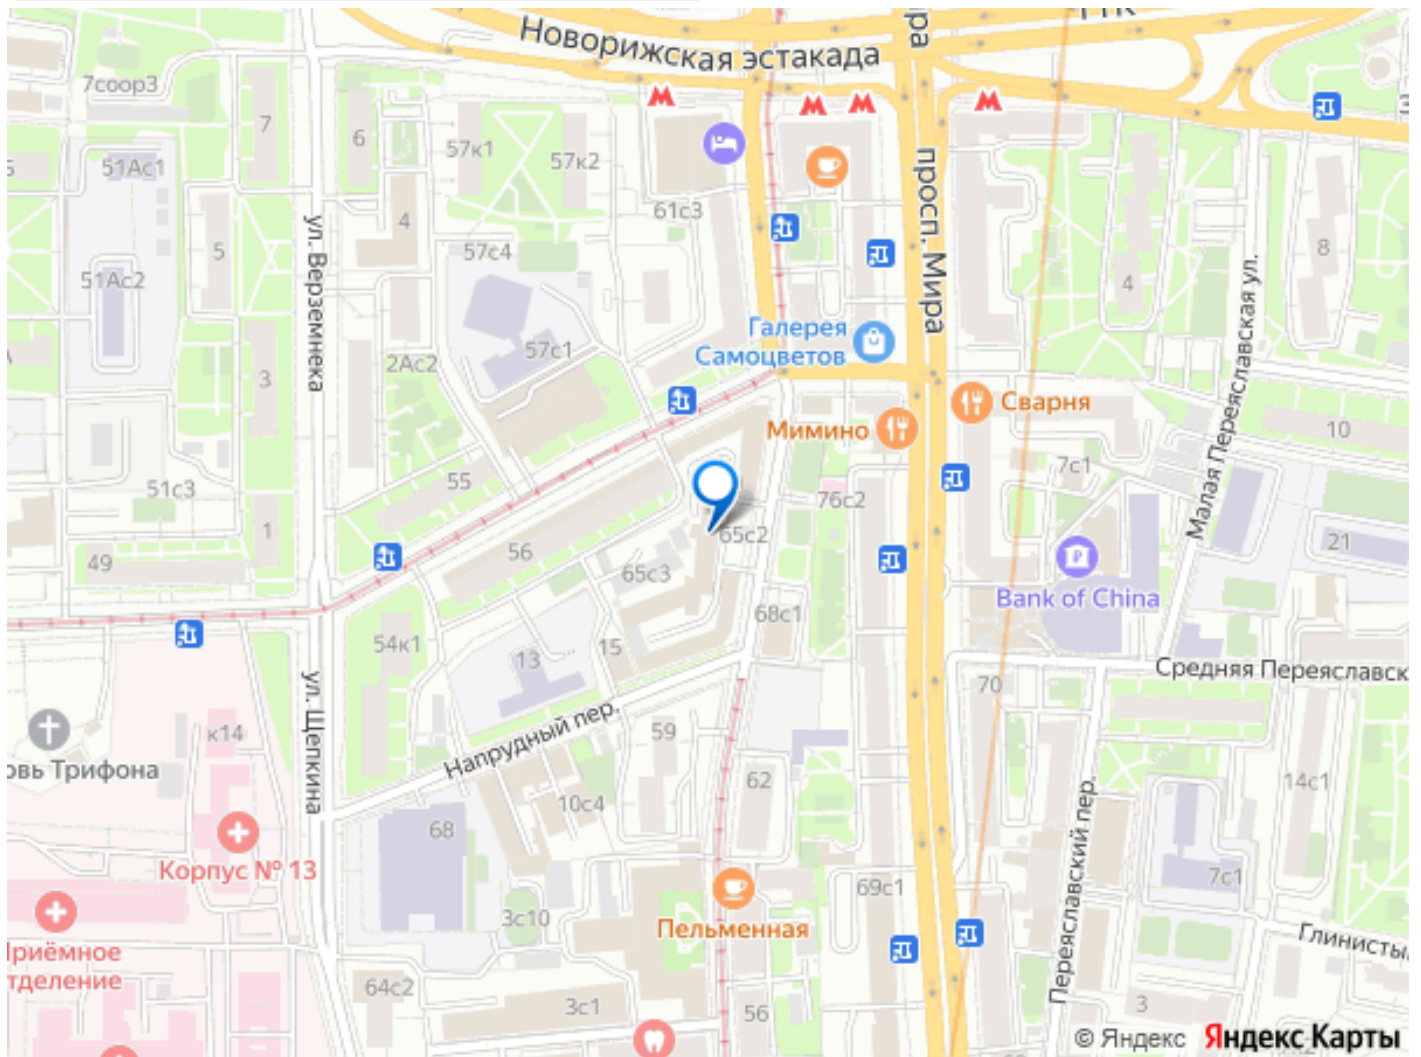 Новорижская эстакада
7соор3
7
6
57к1
57к2
51Ас1
61с3
просп. Мира
4
5
57с4
ул. Верземнека
51Ас2
8
4
Малая Переяславская ул.
Галерея
Самоцветов
57с1
2Ас2
3
Сварня
Мимино
10
7с1
55
51с3
76с2
1
65с2
21
56
49
65с3
Bank of China
68с1
54к1
15
13
Средняя Переяславск
ул. Щепкина
70
Напрудный пер.
59
к14
овь Трифона
62
14с1
10с4
Переяславский пер.
68
Корпус № 13
7с1
69с1
3с10
Пельменная
Глинисты
Приёмное
тделение
64с2
3с1
56
3
© Яндекс Яндекс Карты